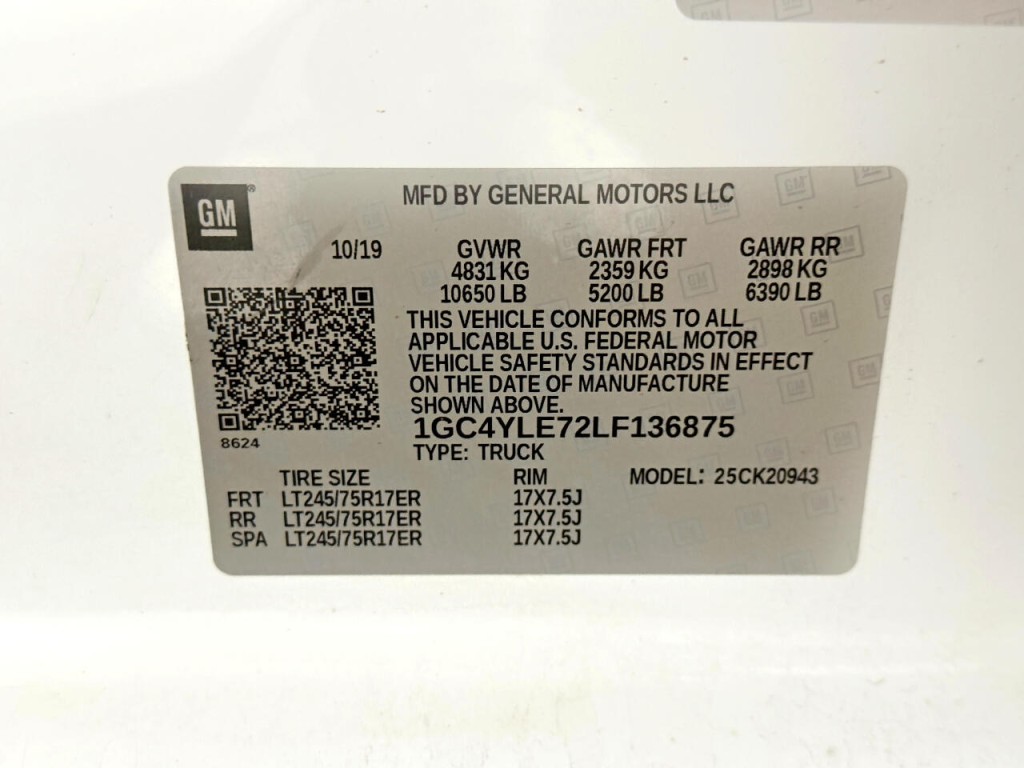 GM®
MFD BY GENERAL MOTORS LLC
10/19 GVWR GAWR FRT GAWR RR
4831 KG 2359 KG 2898 KG
10650 LB 5200 LB 6390 LB
THIS VEHICLE CONFORMS TO ALL
APPLICABLE U.S. FEDERAL MOTOR
VEHICLE SAFETY STANDARDS IN EFFECT
ON THE DATE OF MANUFACTURE
SHOWN ABOVE.
8624
1GC4YLE72LF136875
TYPE: TRUCK
TIRE SIZE RIM MODEL: 25CK20943
FRT LT245/75R17ER 17X7.5J
RR LT245/75R17ER 17X7.5J
SPA LT245/75R17ER 17X7.5J